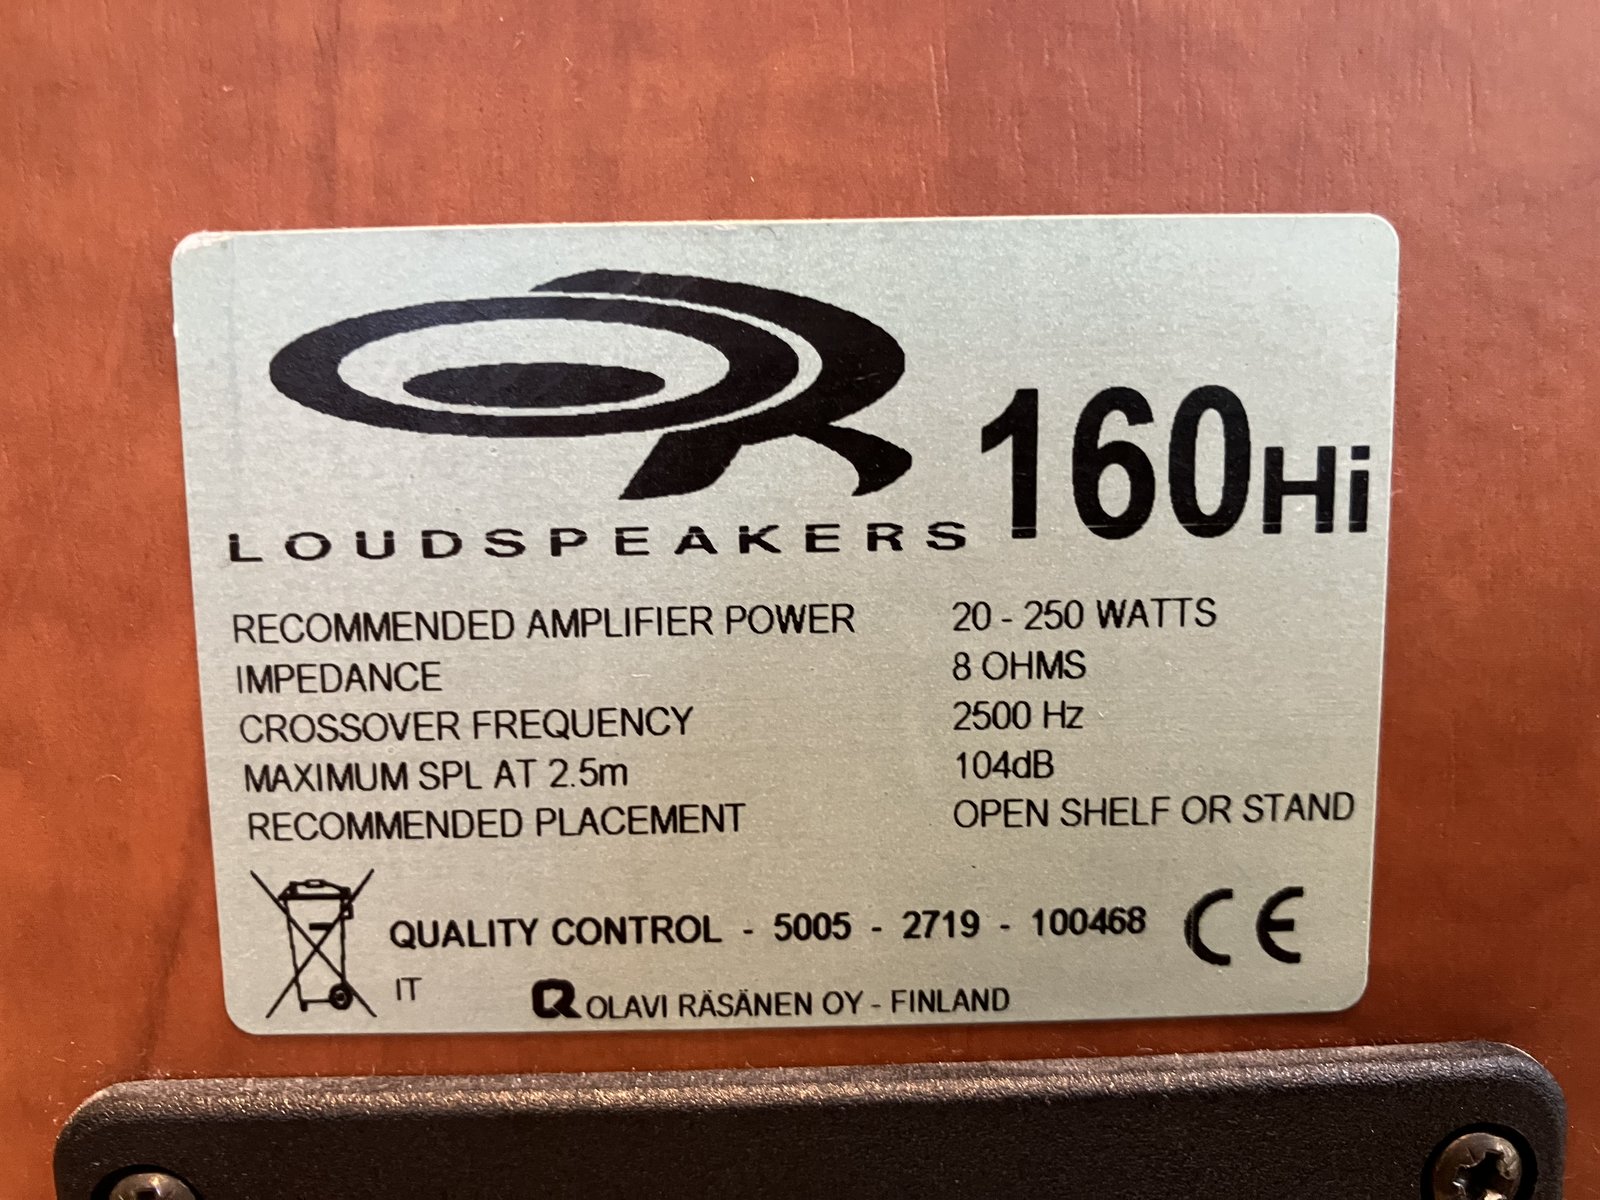 OR
LOUDSPEAKERS 160Hi
RECOMMENDED AMPLIFIER POWER 20 - 250 WATTS
IMPEDANCE 8 OHMS
CROSSOVER FREQUENCY 2500 Hz
MAXIMUM SPL AT 2.5m 104dB
RECOMMENDED PLACEMENT OPEN SHELF OR STAND
QUALITY CONTROL - 5005 - 2719 - 100468 CE
IT
OLAVI RÄSÄNEN OY - FINLAND